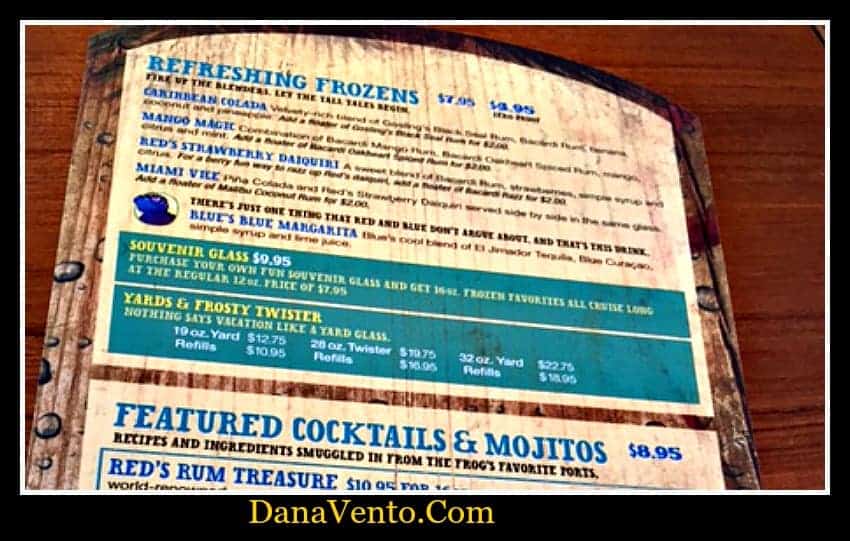 REFRESHING FROZENS $7.95 $4.95
FIRE UP THE BLENDERS. LET THE TALL TALES BEGIN.
CARIBBEAN COLADA Velvety-rich blend of Gosling's Black Seal Rum, Bacardi Rum, banana,
coconut and pineapple. Add a floater of Gosling's Black Seal Rum for $2.00.
MANGO MAGIC Combination of Bacardi Mango Rum, Bacardi Oakheart Spiced Rum, mango,
citrus and mint. Add a floater of Bacardi Oakheart Spiced Rum for $2.00.
RED'S STRAWBERRY DAIQUIRI A sweet blend of Bacardi Rum, strawberries, simple syrup and
citrus. For a berry fun way to razz up Red's daiquiri, add a floater of Bacardi Razz for $2.00.
MIAMI VICE Piña Colada and Red's Strawberry Daiquiri served side by side in the same glass.
Add a floater of Malibu Coconut Rum for $2.00.
THERE'S JUST ONE THING THAT RED AND BLUE DON'T ARGUE ABOUT, AND THAT'S THIS DRINK.
BLUE'S BLUE MARGARITA Blue's cool blend of El Jimador Tequila, Blue Curaçao,
simple syrup and lime juice.
SOUVENIR GLASS $9.95
PURCHASE YOUR OWN FUN SOUVENIR GLASS AND GET 16oz. FROZEN FAVORITES ALL CRUISE LONG
AT THE REGULAR 12oz. PRICE OF $7.95
YARDS & FROSTY TWISTER
NOTHING SAYS VACATION LIKE A YARD GLASS.
19 oz. Yard $12.75 28 oz. Twister $19.75 32 oz. Yard $22.75
Refills $10.95 Refills $16.95 Refills $18.95
FEATURED COCKTAILS & MOJITOS $8.95
RECIPES AND INGREDIENTS SMUGGLED IN FROM THE FROG'S FAVORITE PORTS.
RED'S RUM TREASURE $10.95 FOR
world-renowned
DanaVento.Com